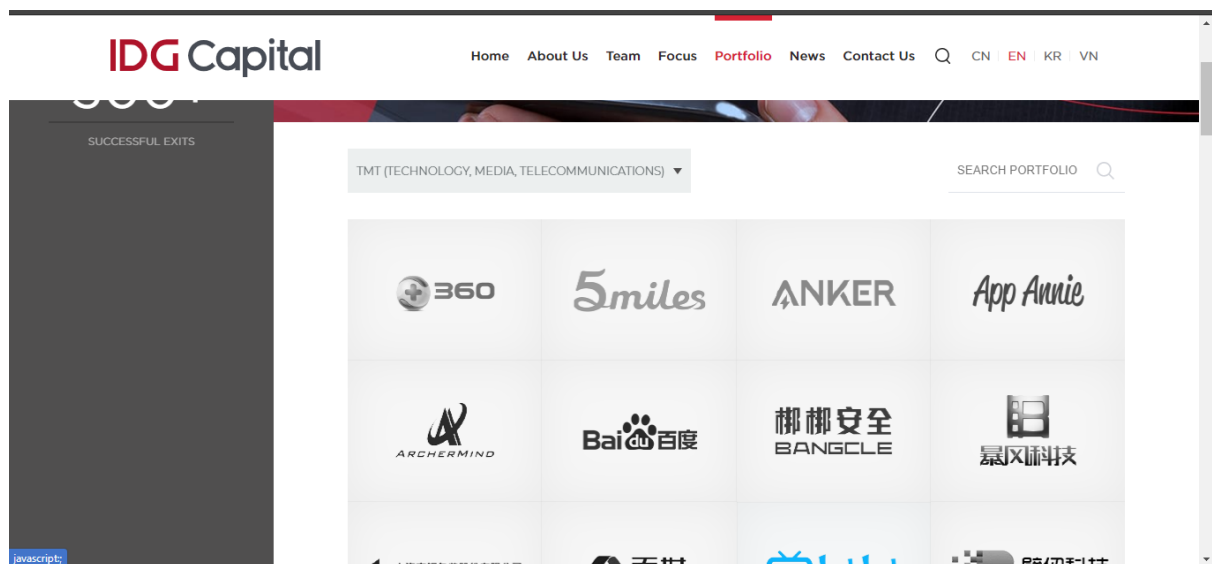 IDG Capital
Home About Us Team Focus Portfolio News Contact Us CN EN KR VN
SUCCESSFUL EXITS
TMT (TECHNOLOGY, MEDIA, TELECOMMUNICATIONS)
SEARCH PORTFOLIO
360
5miles
ANKER
App Annie
ARCHERMIND
Bai du 百度
梆梆安全
BANGCLE
暴风科技
javascript:;